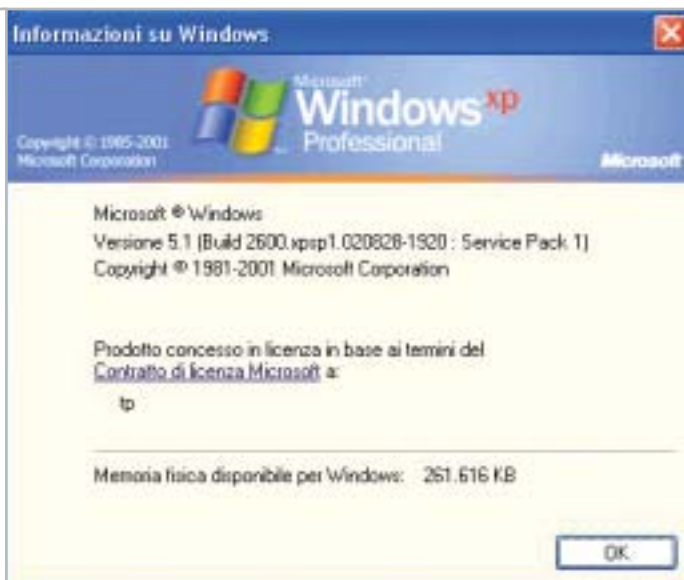 Informazioni su Windows
Microsoft®
Windows xp
Professional
Copyright © 1985-2001
Microsoft Corporation
Microsoft
Microsoft ® Windows
Versione 5.1 (Build 2600.xpsp1.020828-1920 : Service Pack 1)
Copyright © 1981-2001 Microsoft Corporation
Prodotto concesso in licenza in base ai termini del
Contratto di licenza Microsoft a:
tp
Memoria fisica disponibile per Windows: 261.616 KB
OK